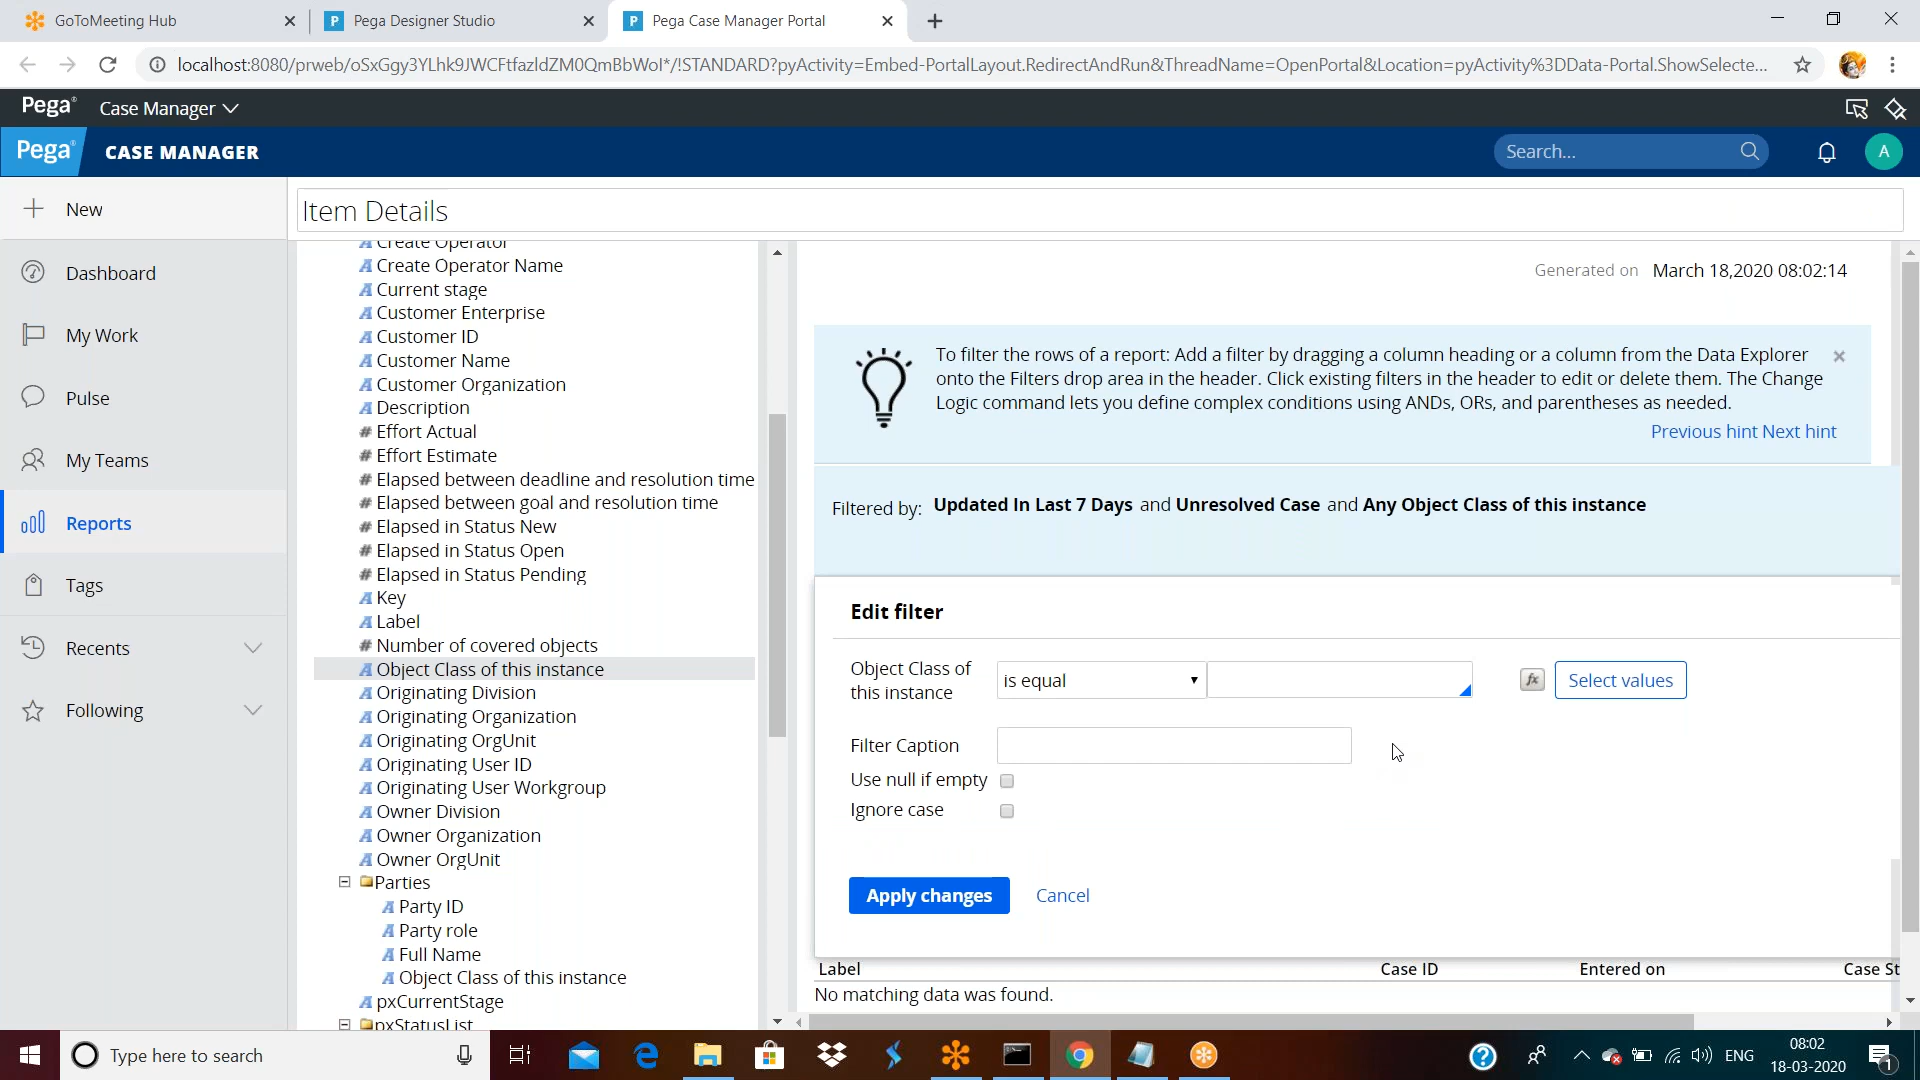 GoToMeeting Hub
Pega Designer Studio
Pega Case Manager Portal
localhost:8080/prweb/oSxGgy3YLhk9JWCFtfazldZM0QmBbWoI*/!STANDARD?pyActivity=Embed-PortalLayout.RedirectAndRun&ThreadName=OpenPortal&Location=pyActivity%3DData-Portal.ShowSelecte...
Pega Case Manager
Pega CASE MANAGER
Search...
A
New
Dashboard
My Work
Pulse
My Teams
Reports
Tags
Recents
Following
Item Details
Create Operator
Create Operator Name
Current stage
Customer Enterprise
Customer ID
Customer Name
Customer Organization
Description
# Effort Actual
# Effort Estimate
# Elapsed between deadline and resolution time
# Elapsed between goal and resolution time
# Elapsed in Status New
# Elapsed in Status Open
# Elapsed in Status Pending
Key
Label
# Number of covered objects
Object Class of this instance
Originating Division
Originating Organization
Originating OrgUnit
Originating User ID
Originating User Workgroup
Owner Division
Owner Organization
Owner OrgUnit
Parties
Party ID
Party role
Full Name
Object Class of this instance
pxCurrentStage
pxStatusList
Generated on March 18,2020 08:02:14
To filter the rows of a report: Add a filter by dragging a column heading or a column from the Data Explorer
onto the Filters drop area in the header. Click existing filters in the header to edit or delete them. The Change
Logic command lets you define complex conditions using ANDs, ORs, and parentheses as needed.
Previous hint Next hint
Filtered by: Updated In Last 7 Days and Unresolved Case and Any Object Class of this instance
Edit filter
Object Class of
this instance
is equal
fx
Select values
Filter Caption
Use null if empty
Ignore case
Apply changes Cancel
Label Case ID Entered on Case St
No matching data was found.
Type here to search
ENG
08:02
18-03-2020
1